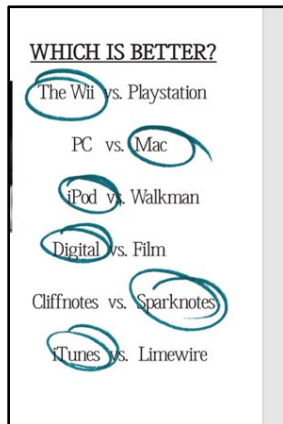 WHICH IS BETTER?
The Wii vs. Playstation
PC vs. Mac
iPod vs. Walkman
Digital vs. Film
Cliffnotes vs. Sparknotes
iTunes vs. Limewire